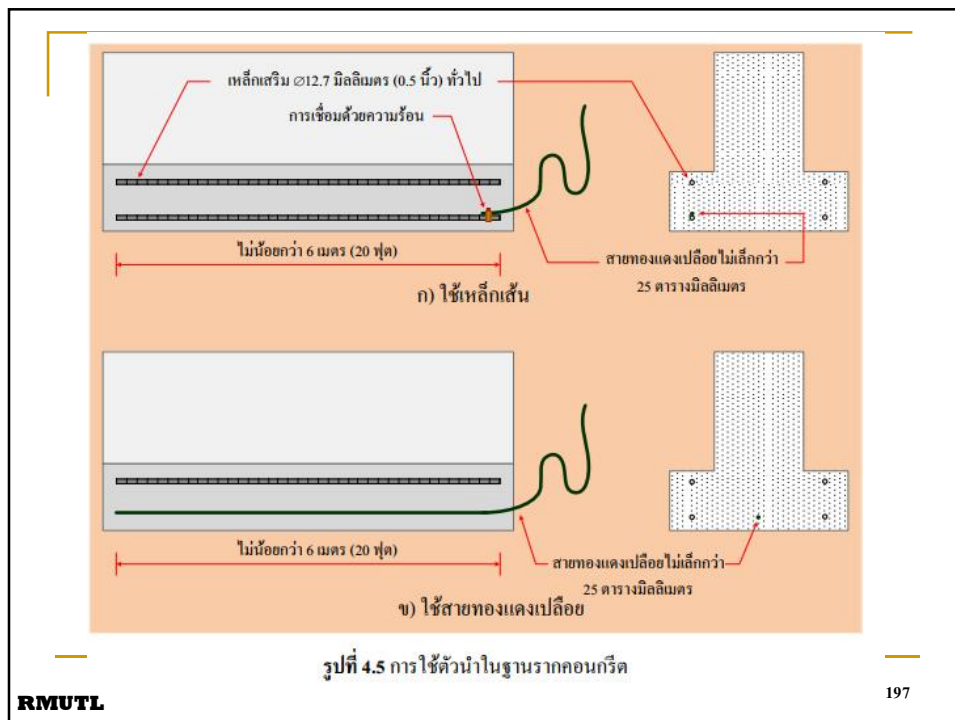 เหล็กเสริม ∅12.7 มิลลิเมตร (0.5 นิ้ว) ทั่วไป
การเชื่อมด้วยความร้อน
ไม่น้อยกว่า 6 เมตร (20 ฟุต)
สายทองแดงเปลือยไม่เล็กกว่า
25 ตารางมิลลิเมตร
ก) ใช้เหล็กเส้น
ไม่น้อยกว่า 6 เมตร (20 ฟุต)
สายทองแดงเปลือยไม่เล็กกว่า
25 ตารางมิลลิเมตร
ข) ใช้สายทองแดงเปลือย
รูปที่ 4.5 การใช้ตัวนำในฐานรากคอนกรีต
RMUTL
197